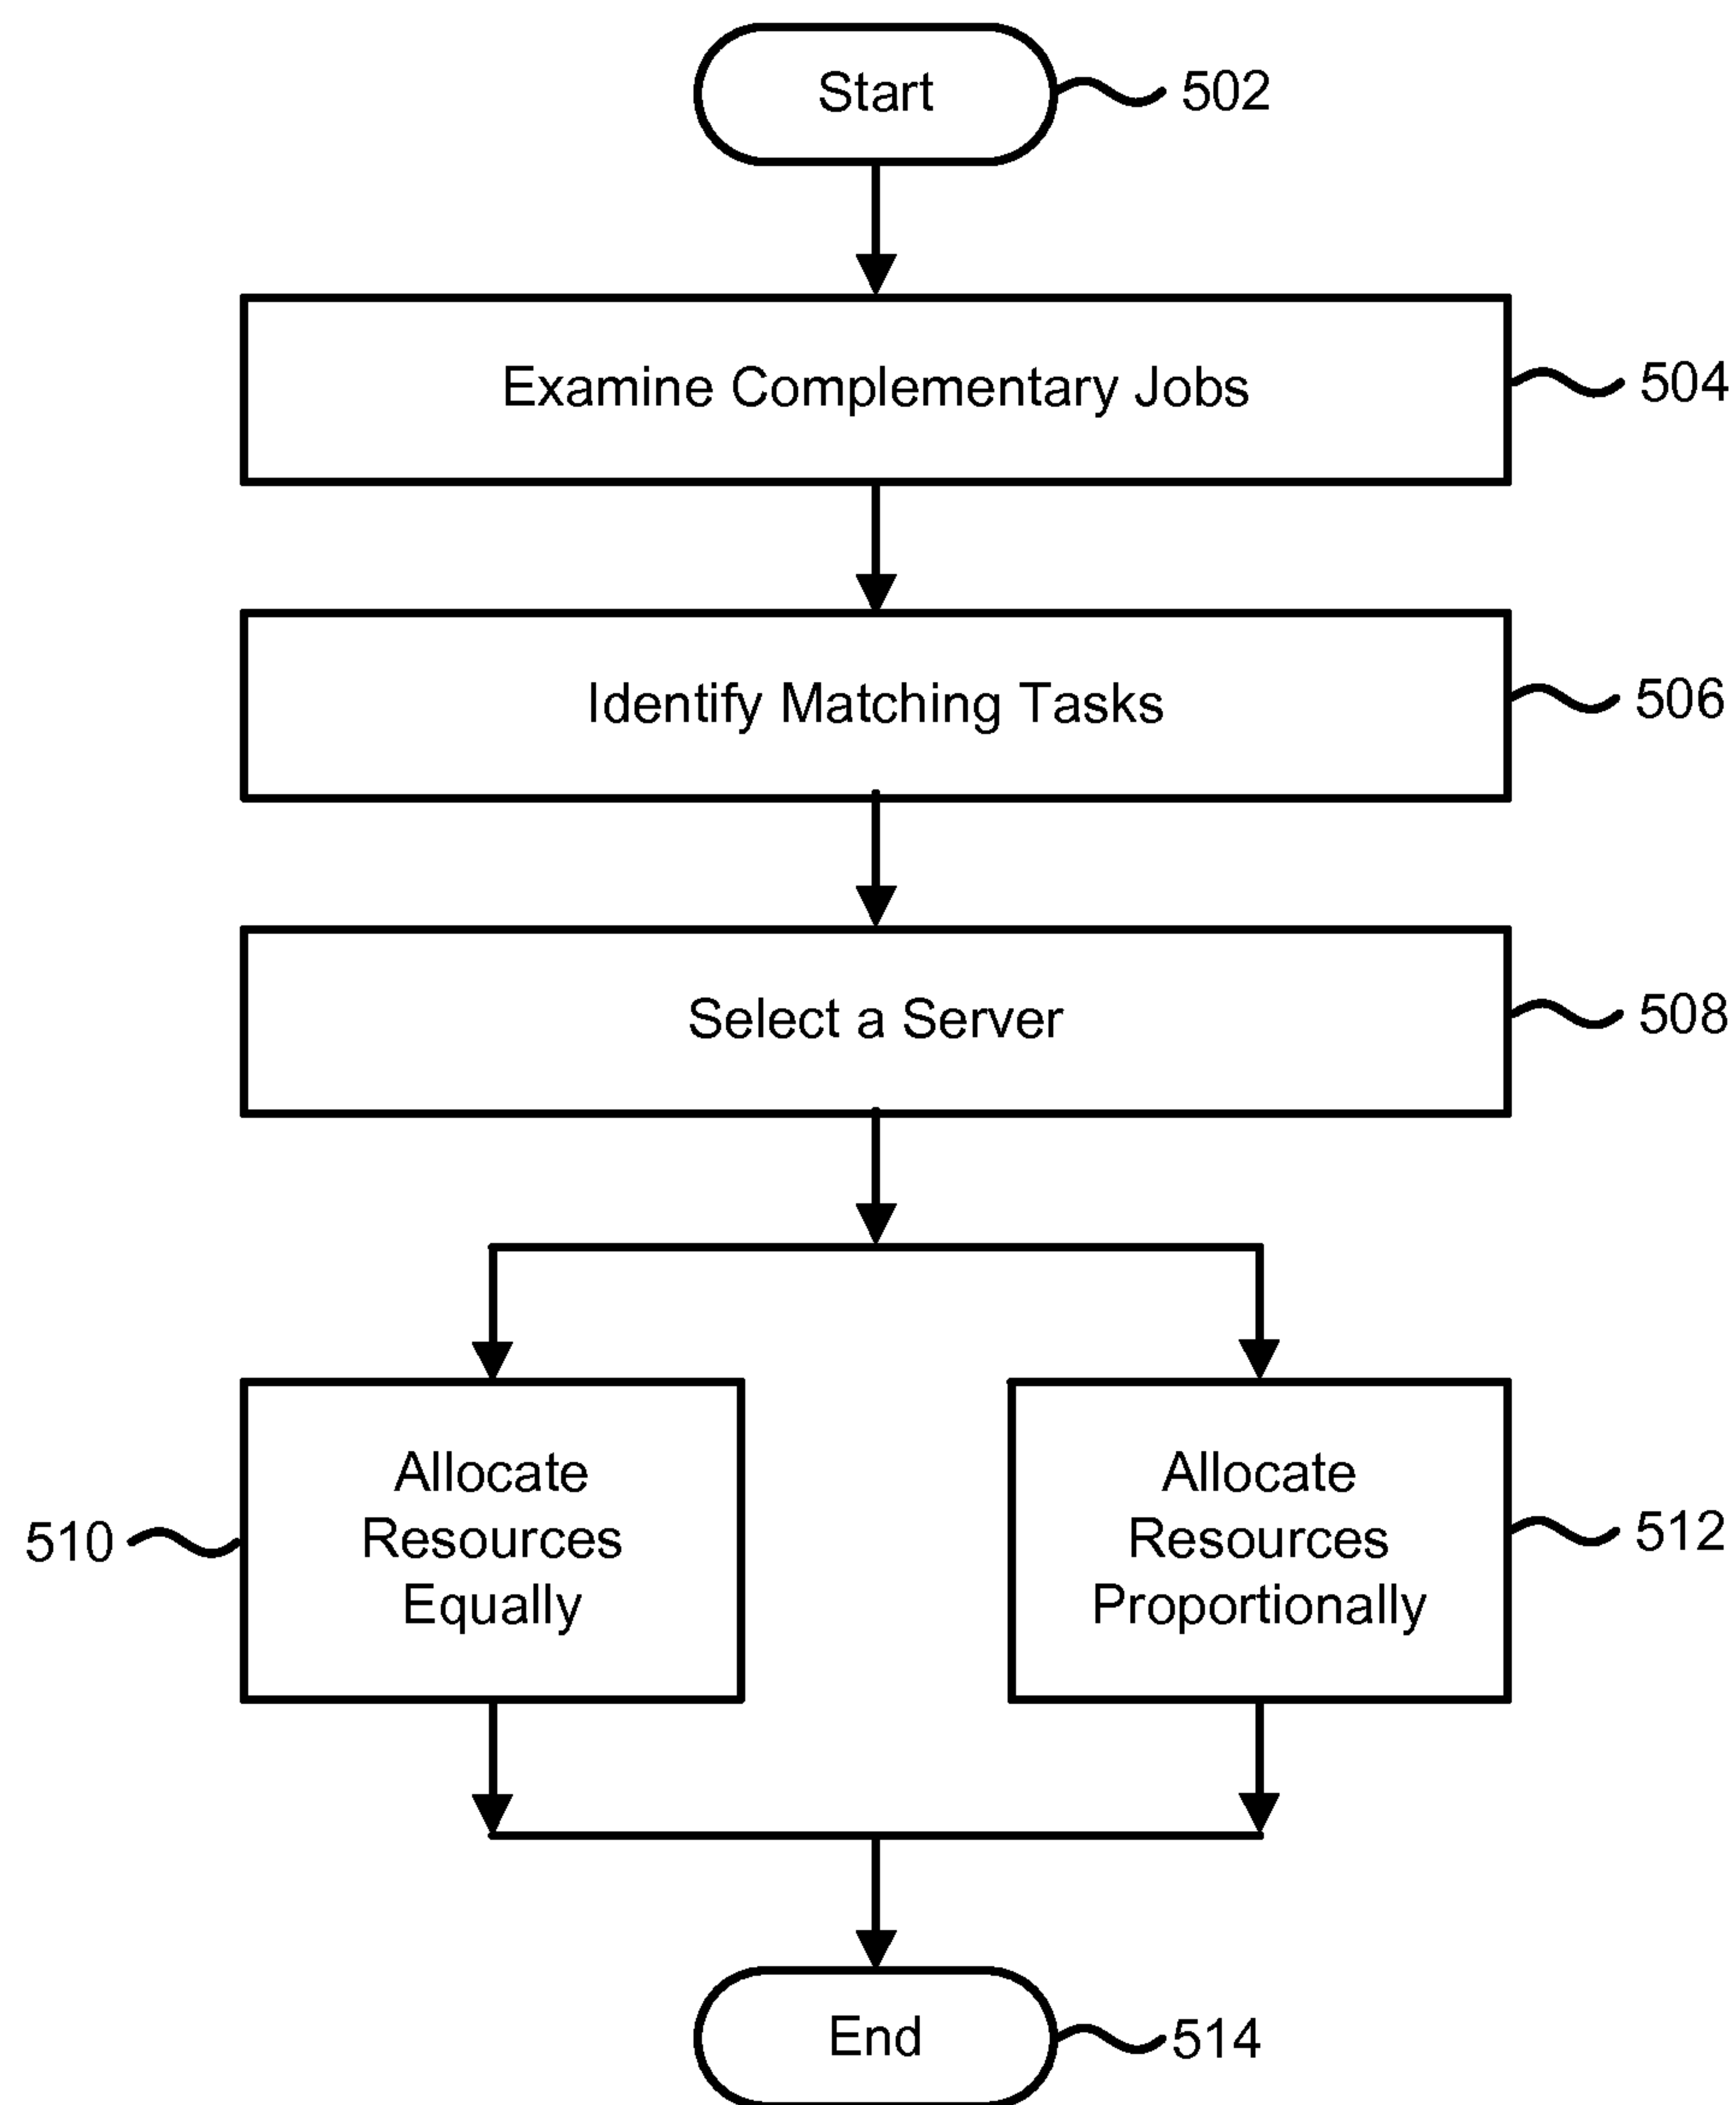 Start
502
Examine Complementary Jobs
504
Identify Matching Tasks
506
Select a Server
508
510
Allocate
Resources
Equally
Allocate
Resources
Proportionally
512
End
514